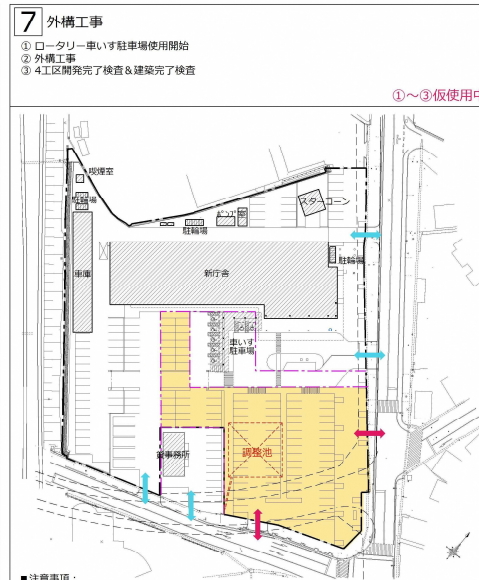 7 外構工事
① ロータリー車いす駐車場使用開始
② 外構工事
③ 4工区開発完了検査&建築完了検査
①～③仮使用中
喫煙室
駐輪場
スターコーン
ポンプ室
駐輪場
駐輪場
車庫
新庁舎
車いす
駐車場
調整池
事務所
■注意事項：